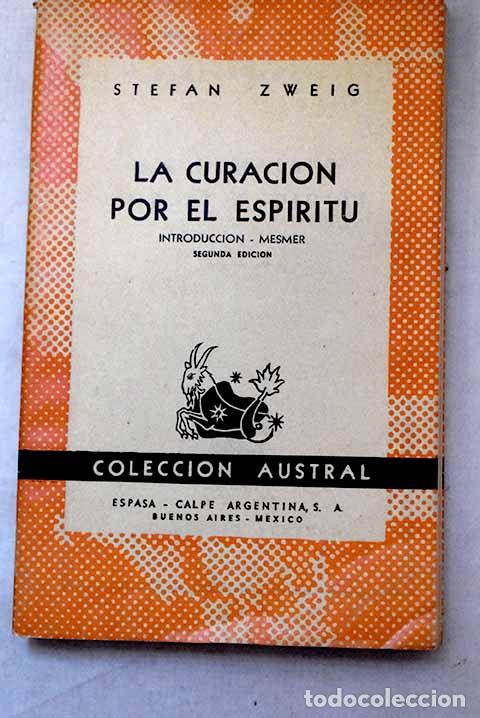 STEFAN ZWEIG
LA CURACION
POR EL ESPIRITU
INTRODUCCION - MESMER
SEGUNDA EDICION
COLECCION AUSTRAL
ESPASA - CALPE ARGENTINA, S. A.
BUENOS AIRES - MEXICO
todocoleccion